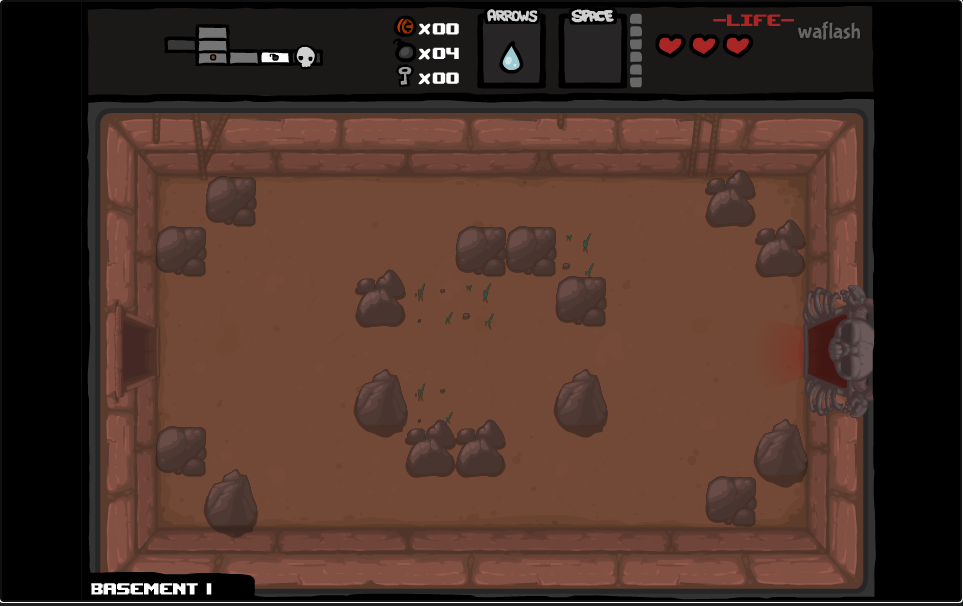 x00
x04
x00
ARROWS
SPACE
—LIFE—
waflash
BASEMENT I